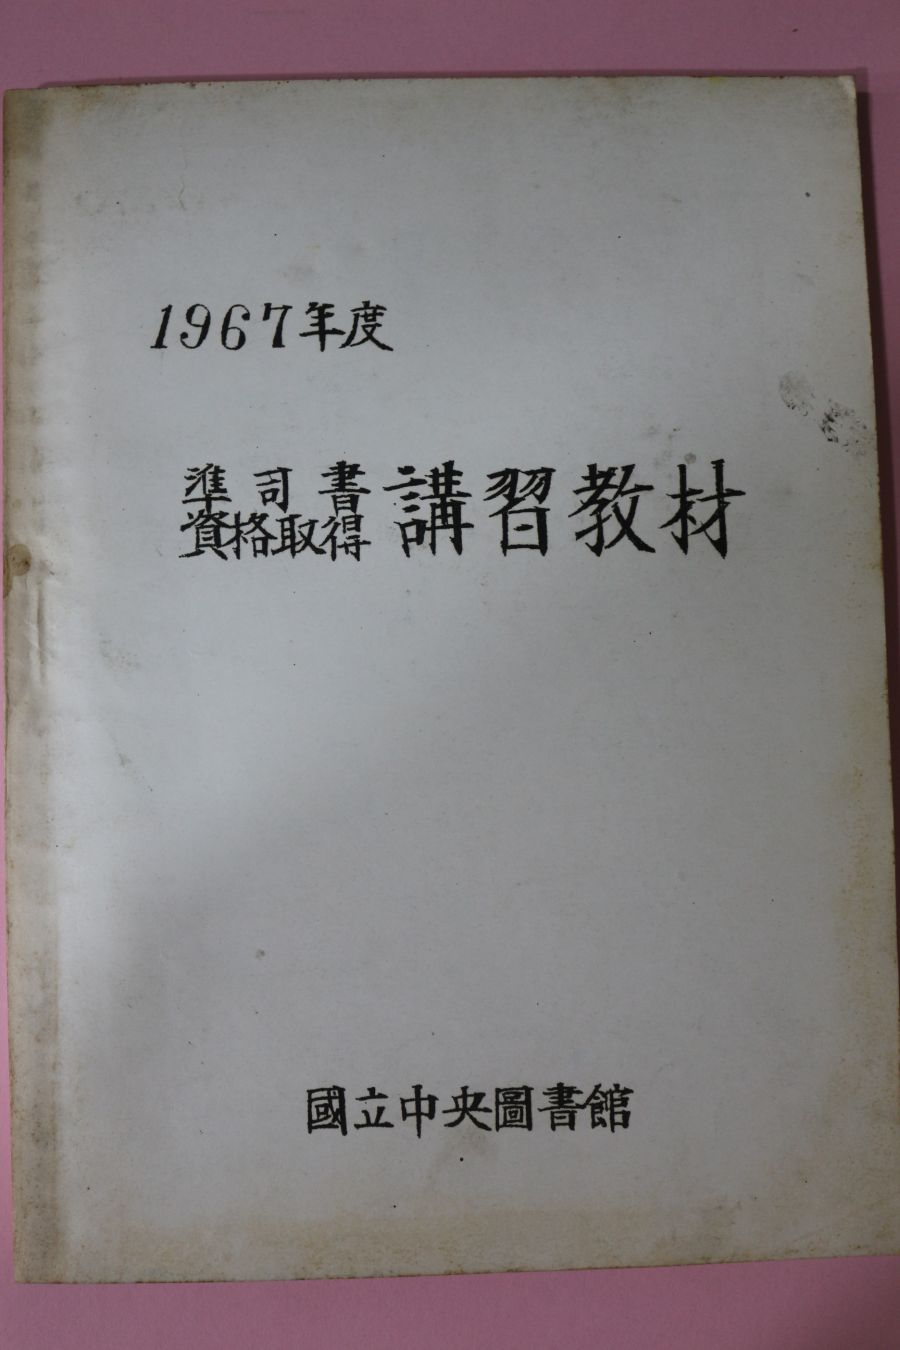 1967年度
準司書
資格取得 講習教材
國立中央圖書館